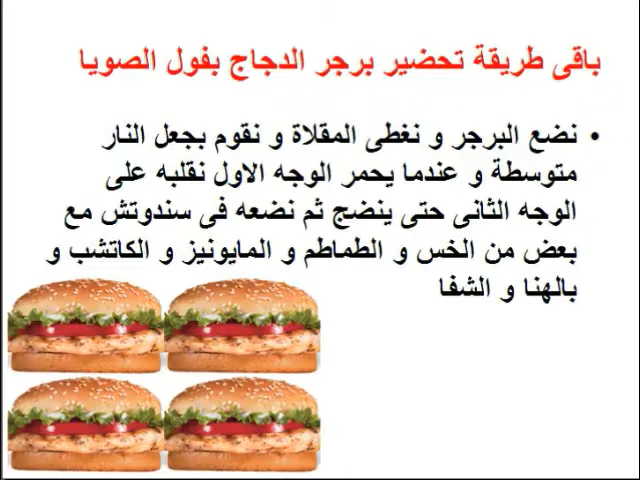 باقى طريقة تحضير برجر الدجاج بفول الصويا
• نضع البرجر و نغطى المقلاة و نقوم بجعل النار
متوسطة و عندما يحمر الوجه الاول نقلبه على
الوجه الثانى حتى ينضج ثم نضعه فى سندوتش مع
بعض من الخس و الطماطم و المايونيز و الكاتشب و
بالهنا و الشفا